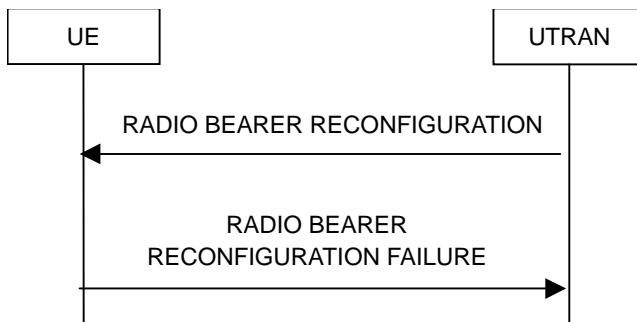 UE
UTRAN
RADIO BEARER RECONFIGURATION
RADIO BEARER
RECONFIGURATION FAILURE